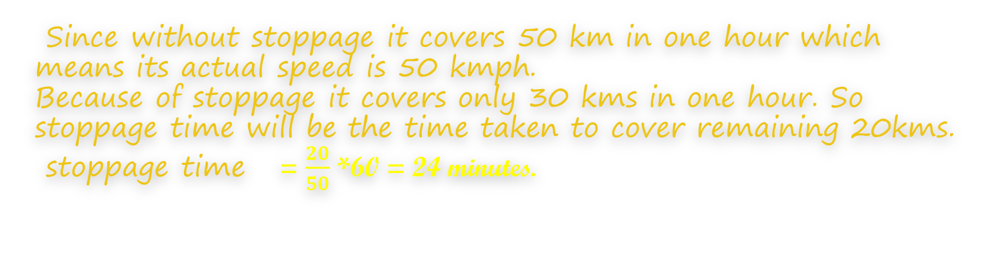 Since without stoppage it covers 50 km in one hour which
means its actual speed is 50 kmph.
Because of stoppage it covers only 30 kms in one hour. So
stoppage time will be the time taken to cover remaining 20kms.
stoppage time = 20/50 *60 = 24 minutes.